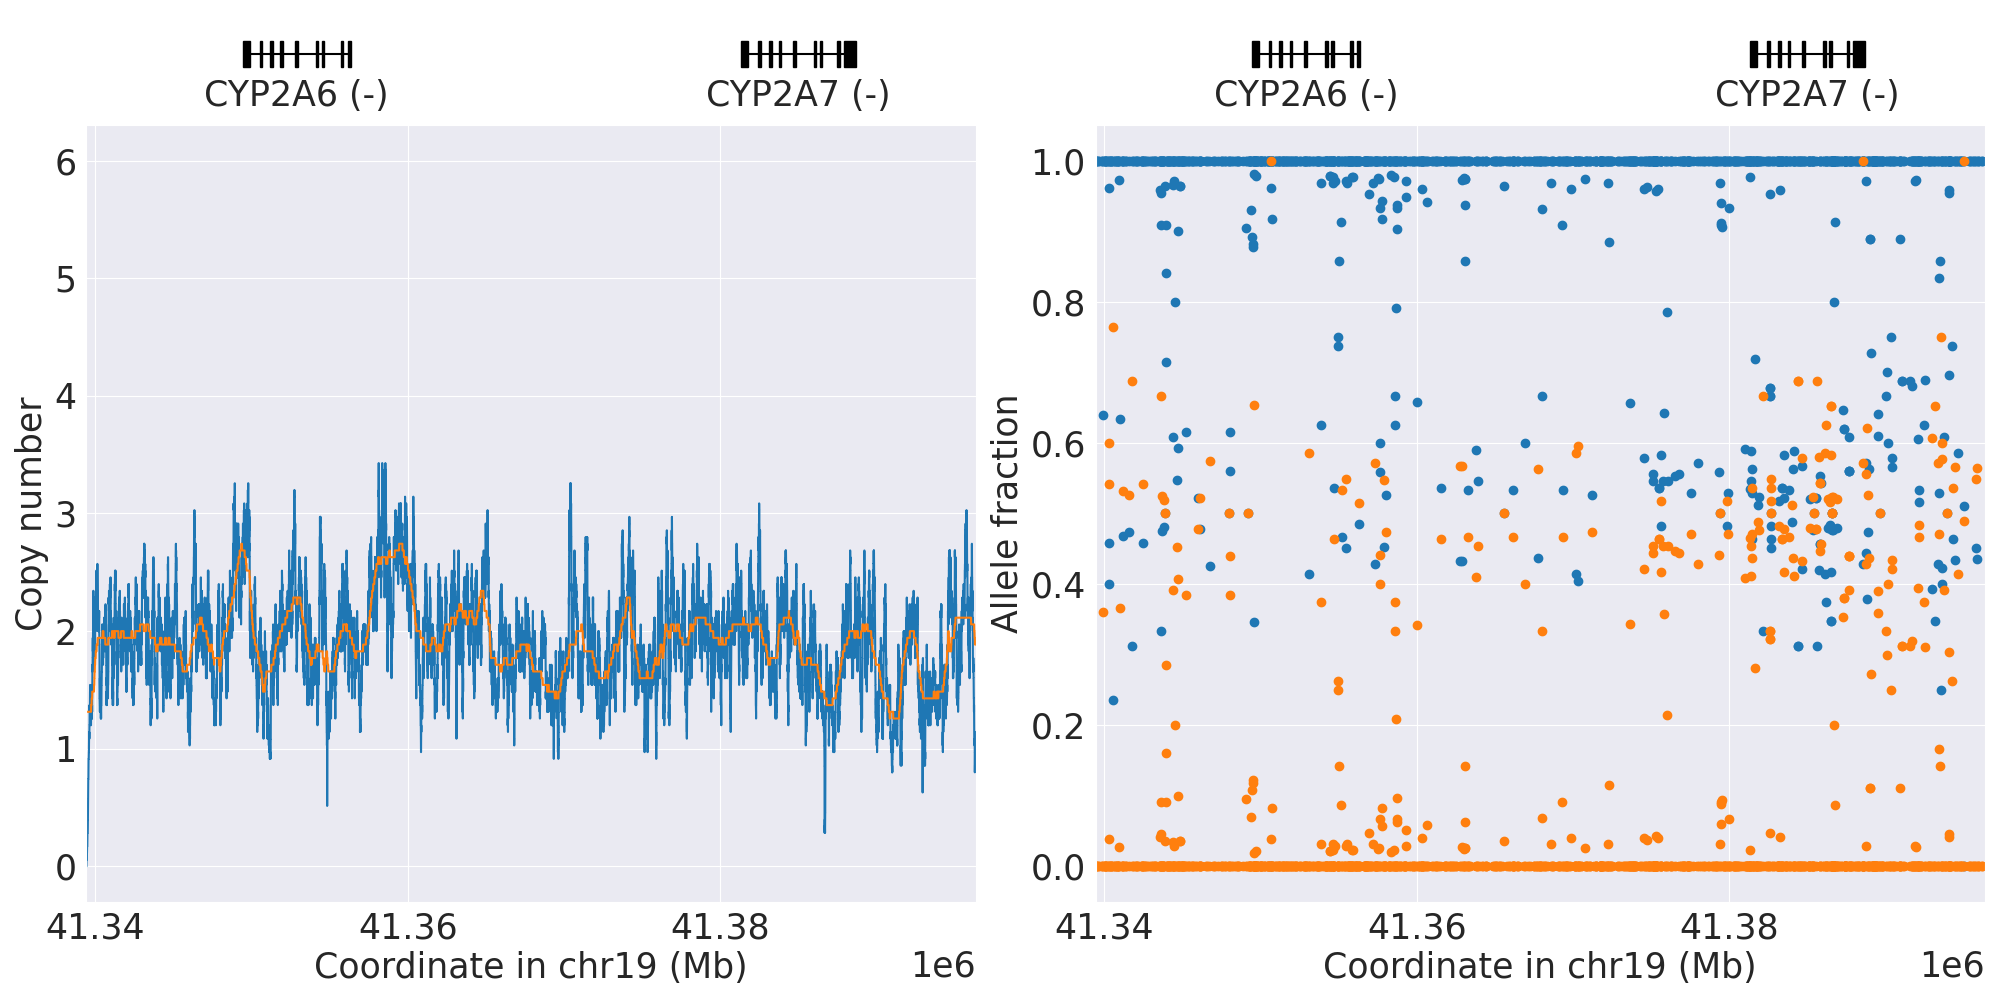 CYP2A6 (-)
CYP2A7 (-)
6
5
4
3
2
1
0
Copy number
41.34
41.36
41.38
Coordinate in chr19 (Mb)
1e6
CYP2A6 (-)
CYP2A7 (-)
1.0
0.8
0.6
0.4
0.2
0.0
Allele fraction
41.34
41.36
41.38
Coordinate in chr19 (Mb)
1e6